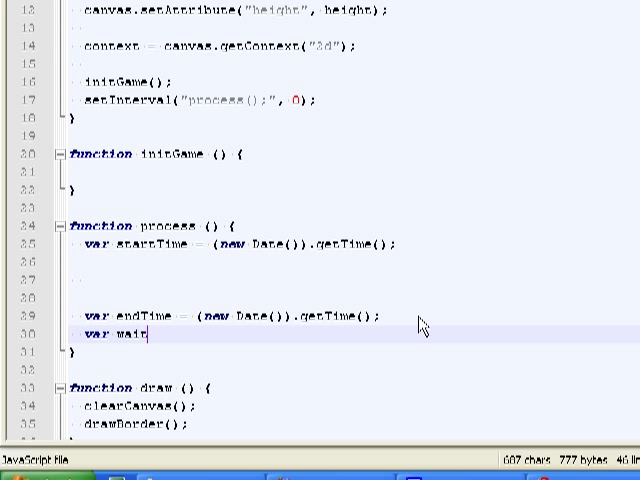 12 canvas.setAttribute("height", height);
13
14 context = canvas.getContext("2d");
15
16 initGame();
17 setInterval("process();", 0);
18 }
19
20 function initGame () {
21
22 }
23
24 function process () {
25 var startTime = (new Date()).getTime();
26
27
28
29 var endTime = (new Date()).getTime();
30 var wait
31 }
32
33 function draw () {
34 clearCanvas();
35 drawBorder();
JavaScript file 607 chars 777 bytes 46 li